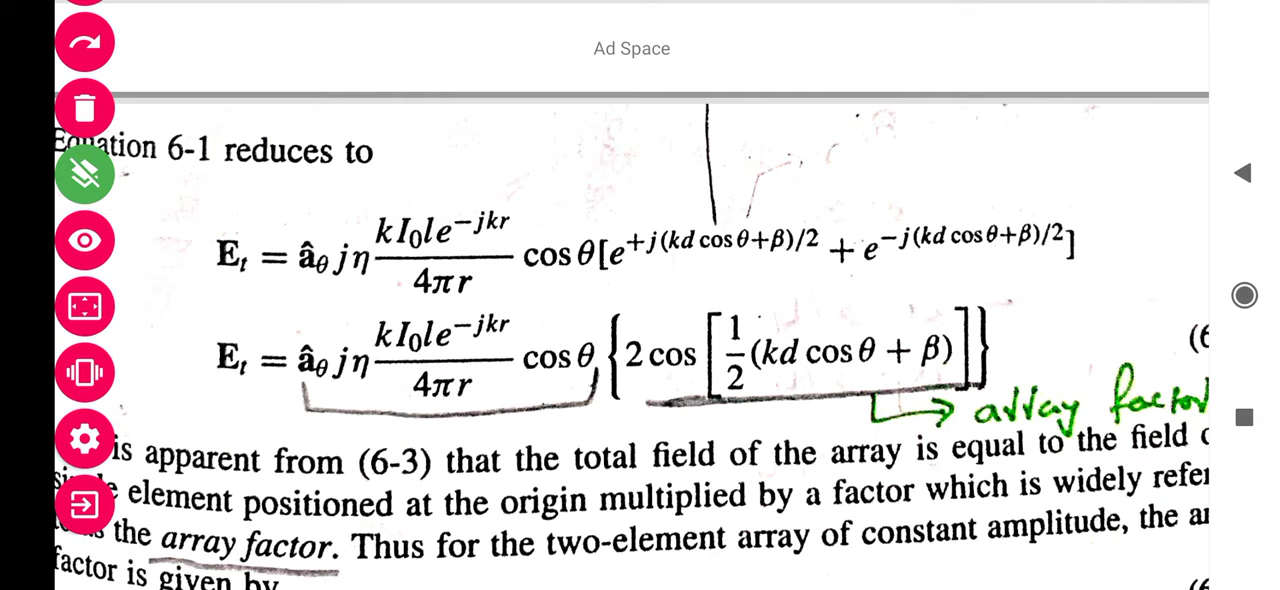 Ad Space
Equation 6-1 reduces to
E_t = â_θ jη kI₀le^{-jkr} / 4πr cos θ[e^{+j(kd cos θ+β)/2} + e^{-j(kd cos θ+β)/2}]
E_t = â_θ jη kI₀le^{-jkr} / 4πr cos θ {2 cos [1/2 (kd cos θ + β)]}
(6
array factor
is apparent from (6-3) that the total field of the array is equal to the field
element positioned at the origin multiplied by a factor which is widely refer
the array factor. Thus for the two-element array of constant amplitude, the
factor is given by